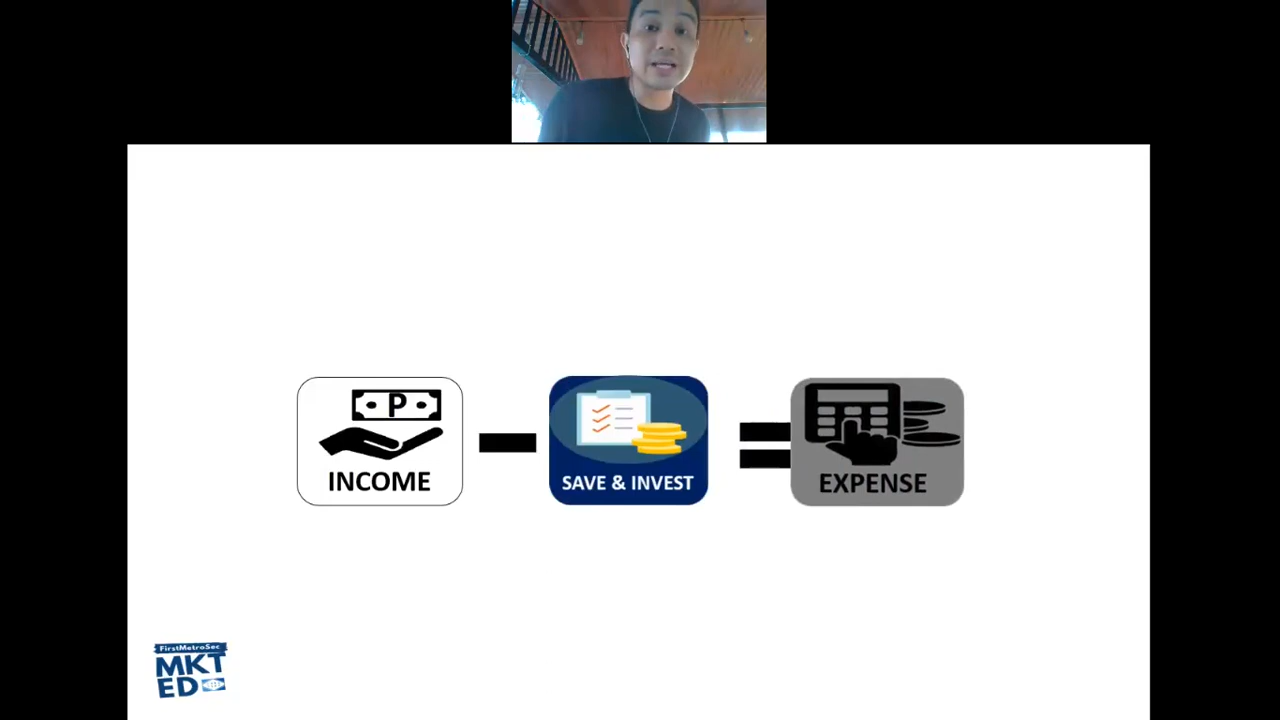 P
INCOME
SAVE & INVEST
EXPENSE
FirstMetroSec
MKT
ED